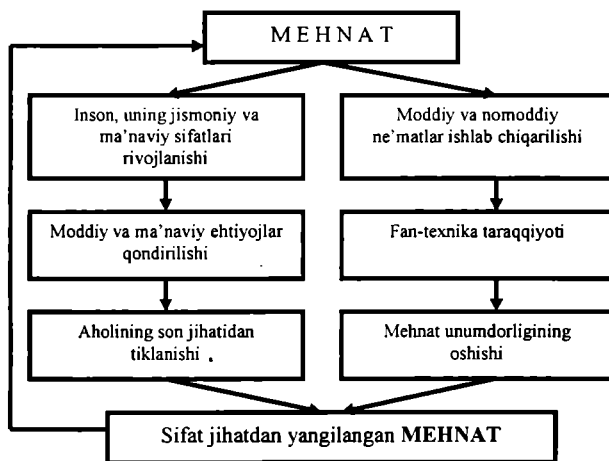 MEHNAT
Inson, uning jismoniy va
ma'naviy sifatlari
rivojlanishi
Moddiy va ma'naviy ehtiyojlar
qondirilishi
Aholining son jihatidan
tiklanishi
Moddiy va nomoddiy
ne'matlar ishlab chiqarilishi
Fan-texnika taraqqiyoti
Mehnat unumdorligining
oshishi
Sifat jihatdan yangilangan MEHNAT